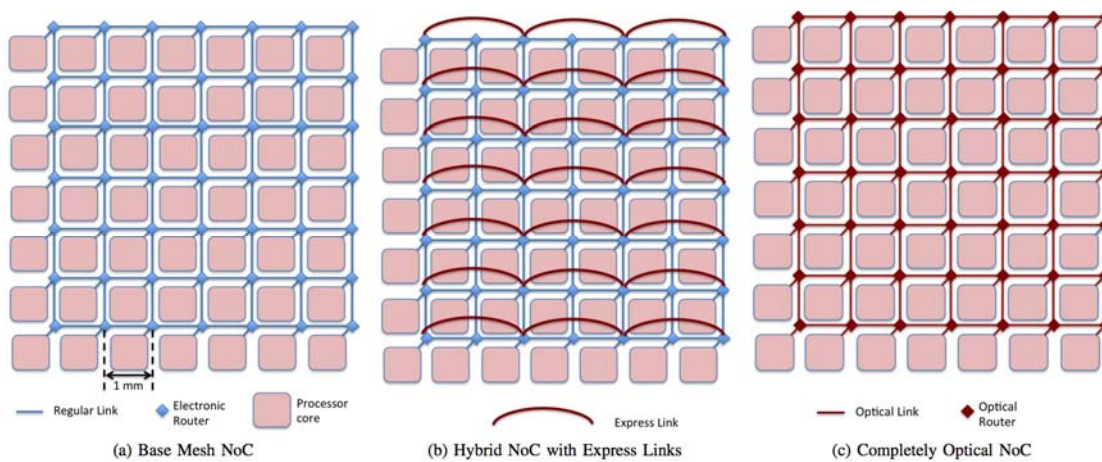 1 mm
Regular Link
Electronic
Router
Processor
core
(a) Base Mesh NoC
Express Link
(b) Hybrid NoC with Express Links
Optical Link
Optical
Router
(c) Completely Optical NoC